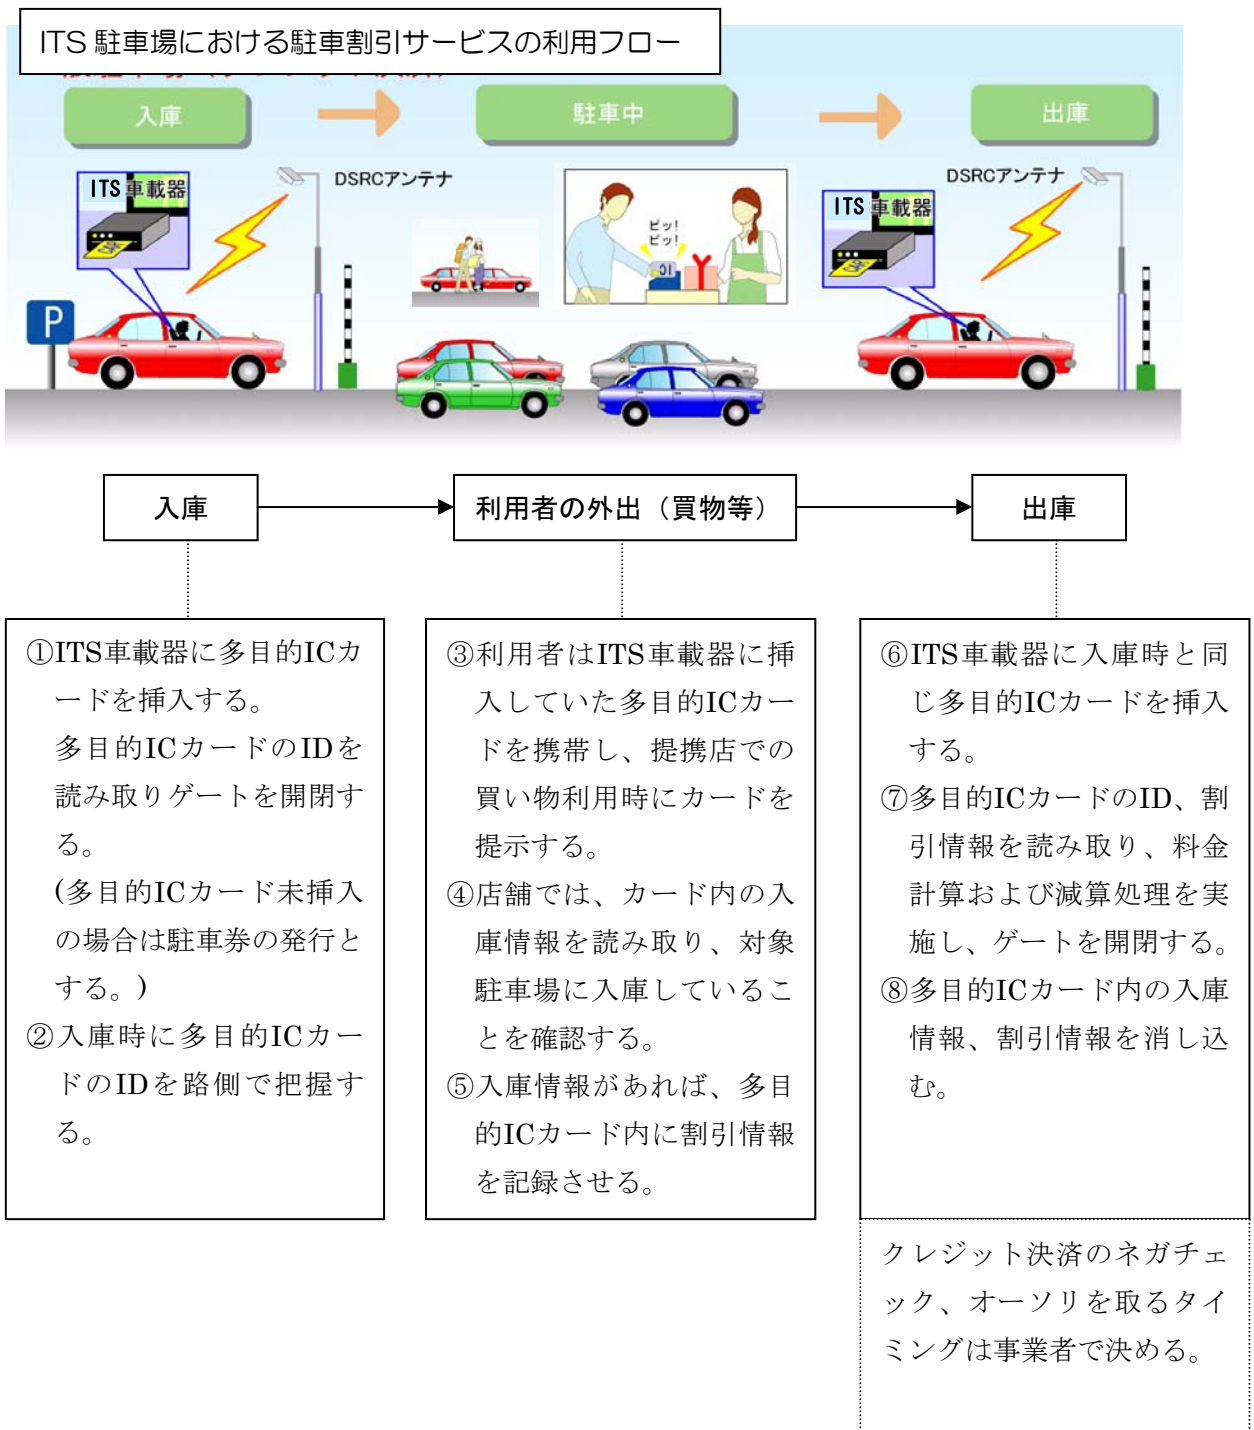 ITS 駐車場における駐車割引サービスの利用フロー
入庫
駐車中
出庫
ITS 車載器
DSRCアンテナ
ピッ!
ピッ!
DSRCアンテナ
ITS 車載器
P
入庫
利用者の外出（買物等）
出庫
①ITS車載器に多目的ICカ
ードを挿入する。
多目的ICカードのIDを
読み取りゲートを開閉す
る。
(多目的ICカード未挿入
の場合は駐車券の発行と
する。)
②入庫時に多目的ICカー
ドのIDを路側で把握す
る。
③利用者はITS車載器に挿
入していた多目的ICカー
ドを携帯し、提携店での
買い物利用時にカードを
提示する。
④店舗では、カード内の入
庫情報を読み取り、対象
駐車場に入庫しているこ
とを確認する。
⑤入庫情報があれば、多目
的ICカード内に割引情報
を記録させる。
⑥ITS車載器に入庫時と同
じ多目的ICカードを挿入
する。
⑦多目的ICカードのID、割
引情報を読み取り、料金
計算および減算処理を実
施し、ゲートを開閉する。
⑧多目的ICカード内の入庫
情報、割引情報を消し込
む。
クレジット決済のネガチェ
ック、オーソリを取るタイ
ミングは事業者で決める。